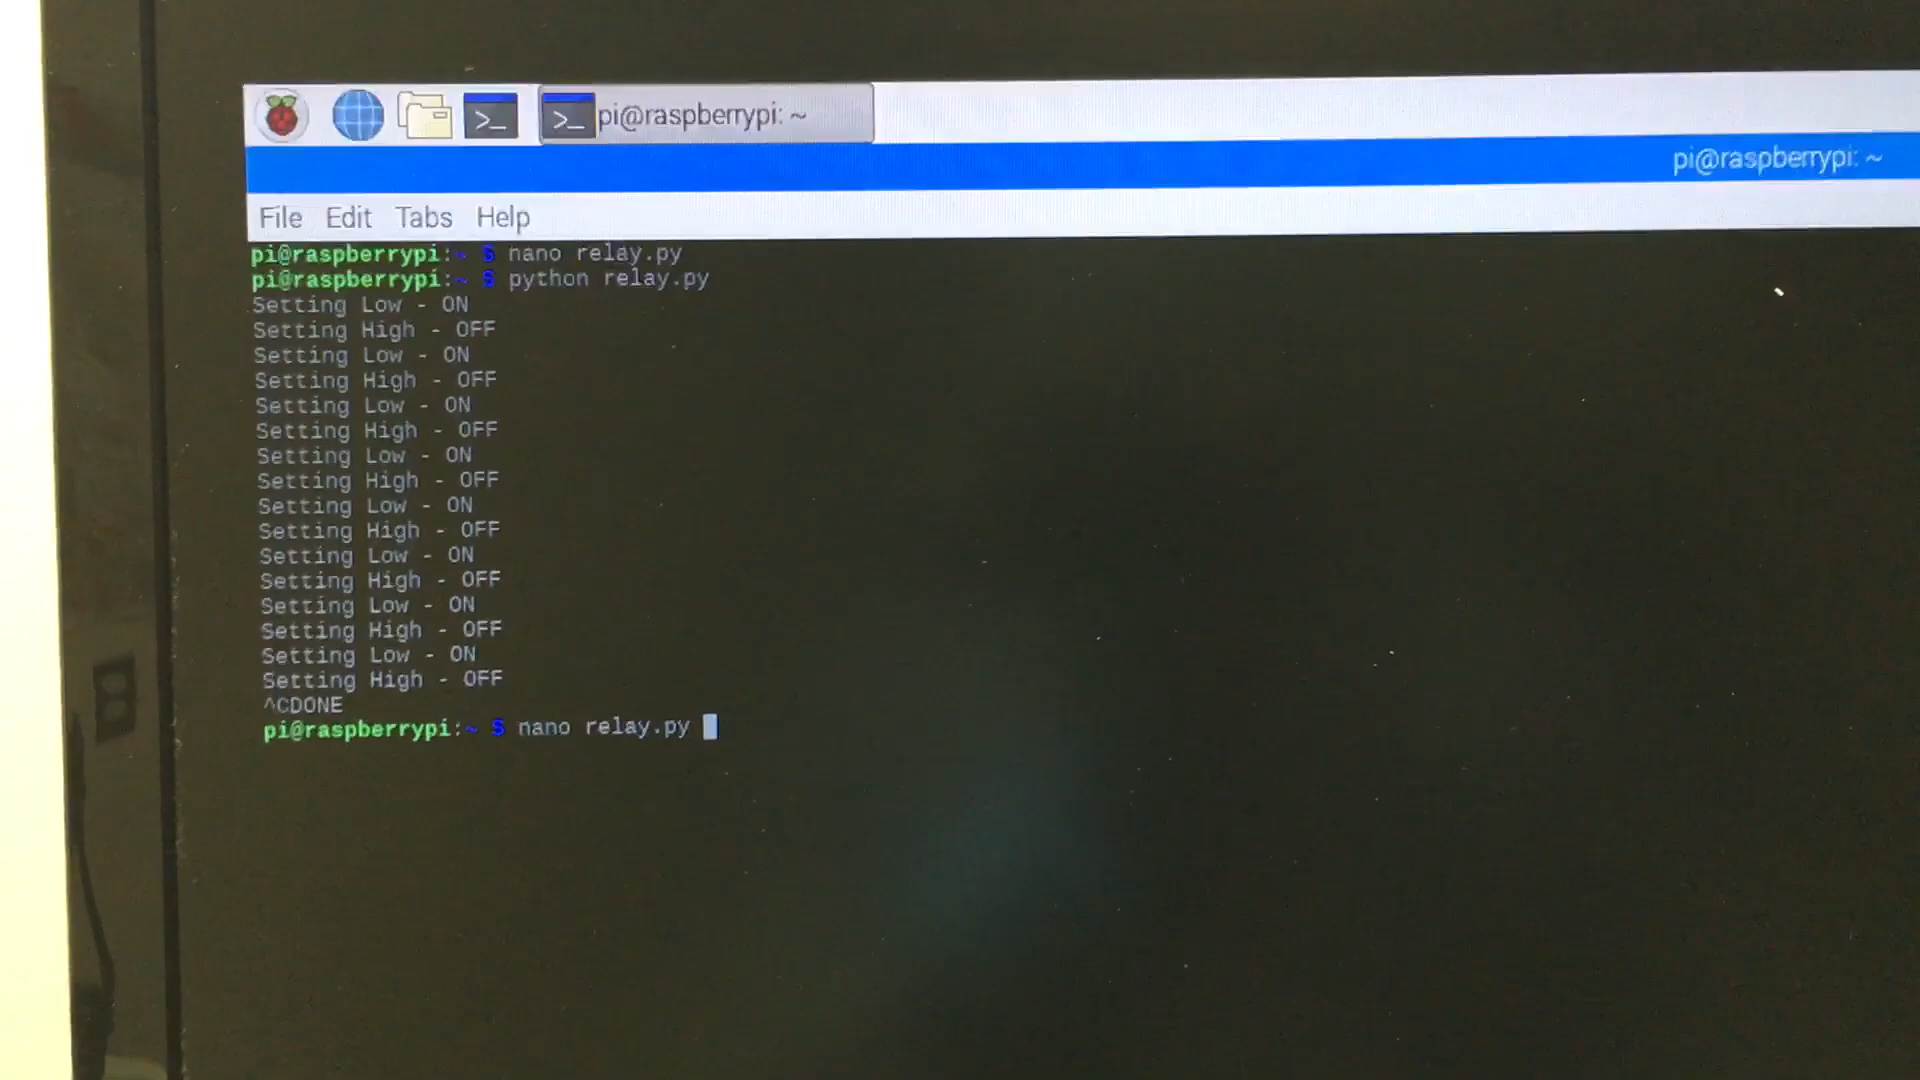 pi@raspberrypi: ~
pi@raspberrypi: ~
File Edit Tabs Help
pi@raspberrypi:~ $ nano relay.py
pi@raspberrypi:~ $ python relay.py
Setting Low - ON
Setting High - OFF
Setting Low - ON
Setting High - OFF
Setting Low - ON
Setting High - OFF
Setting Low - ON
Setting High - OFF
Setting Low - ON
Setting High - OFF
Setting Low - ON
Setting High - OFF
Setting Low - ON
Setting High - OFF
Setting Low - ON
Setting High - OFF
^CDONE
pi@raspberrypi:~ $ nano relay.py